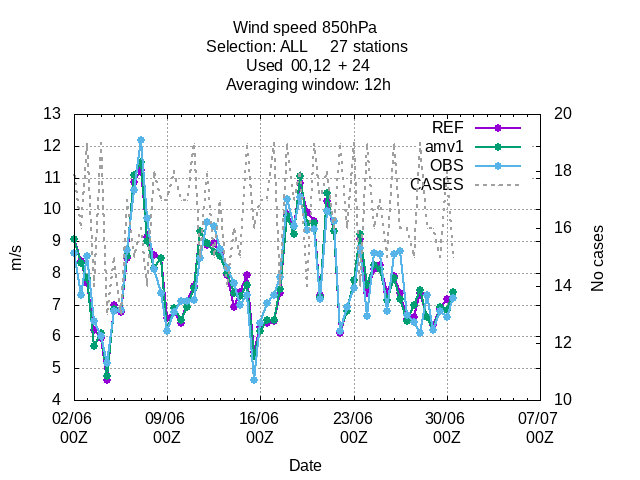 Wind speed 850hPa
Selection: ALL 27 stations
Used 00,12 + 24
Averaging window: 12h
13 20
REF
12
amv1
OBS
11 18
CASES
10
9 16
m/s No cases
8
14
7
6 12
5
4 10
02/06 09/06 16/06 23/06 30/06 07/07
00Z 00Z 00Z 00Z 00Z 00Z
Date